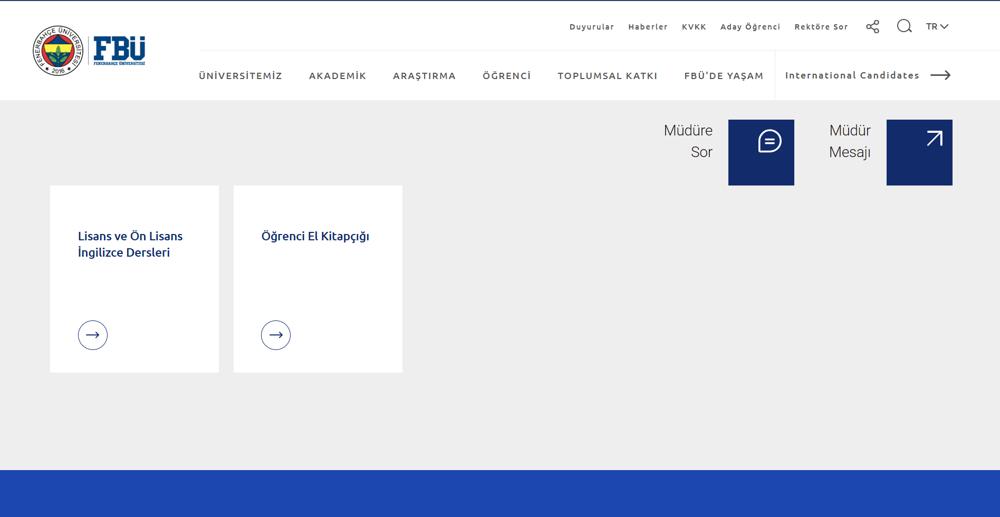 Duyurular Haberler KVKK Aday Öğrenci Rektöre Sor TR
FENERBAHÇE ÜNİVERSİTESİ
2016
FBÜ
FENERBAHÇE ÜNİVERSİTESİ
ÜNİVERSİTEMİZ AKADEMİK ARAŞTIRMA ÖĞRENCİ TOPLUMSAL KATKI FBÜ'DE YAŞAM International Candidates
Müdüre
Sor
Müdür
Mesajı
Lisans ve Ön Lisans
İngilizce Dersleri
Öğrenci El Kitapçığı